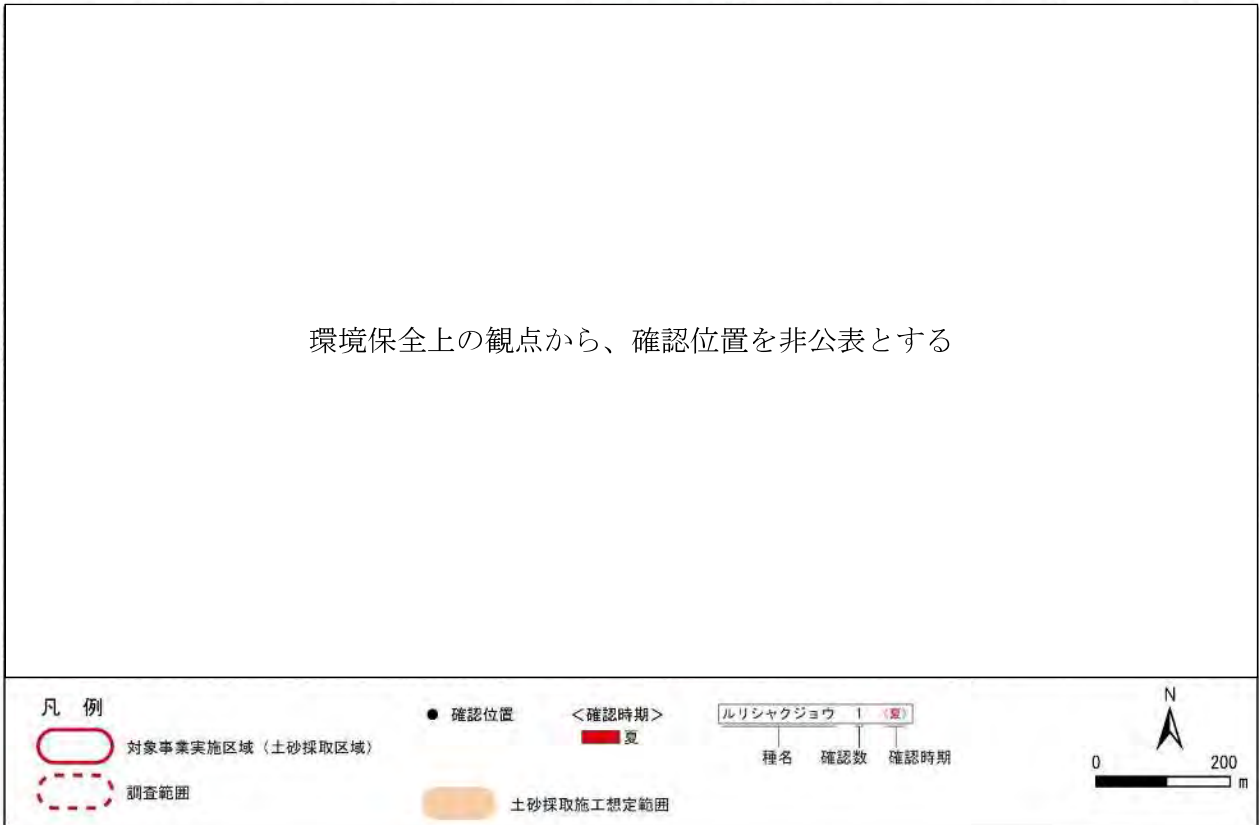 環境保全上の観点から、確認位置を非公表とする
凡 例
対象事業実施区域（土砂採取区域）
調査範囲
● 確認位置
＜確認時期＞
夏
土砂採取施工想定範囲
ルリシャクジョウ 1 （夏）
種名 確認数 確認時期
N
0 200
m